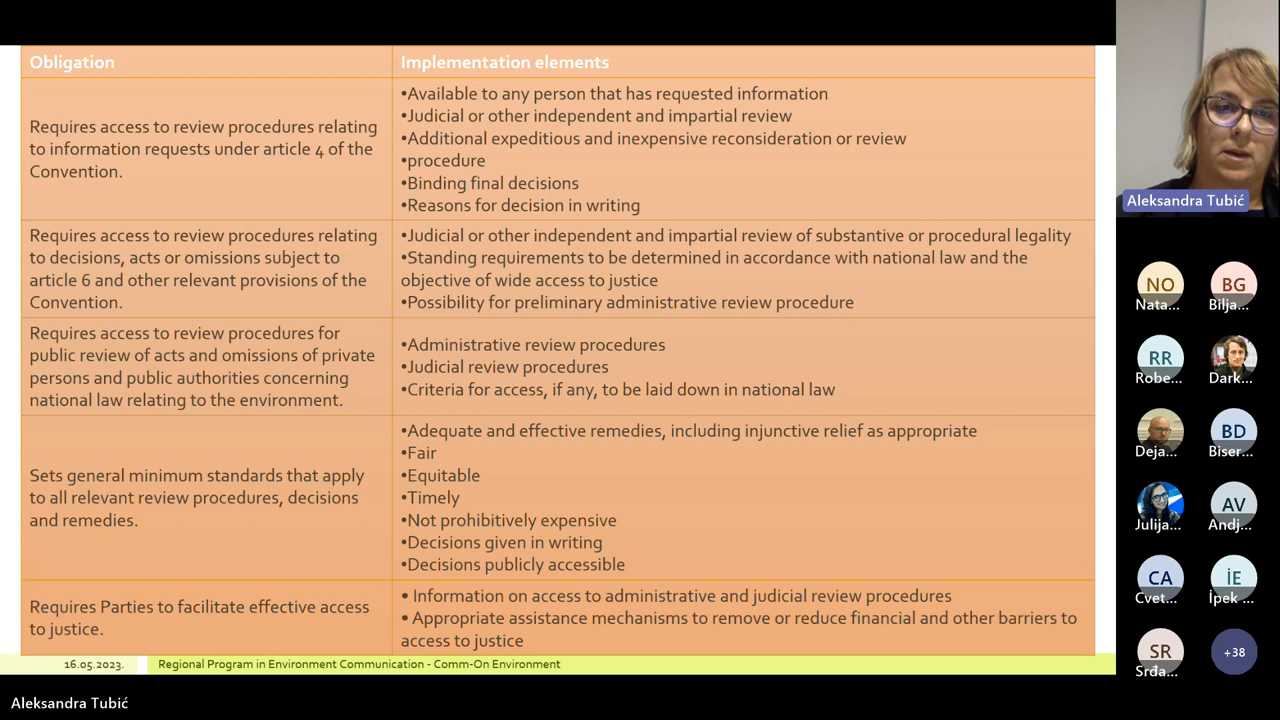 Obligation
Implementation elements
Requires access to review procedures relating
to information requests under article 4 of the
Convention.
•Available to any person that has requested information
•Judicial or other independent and impartial review
•Additional expeditious and inexpensive reconsideration or review
•procedure
•Binding final decisions
•Reasons for decision in writing
Requires access to review procedures relating
to decisions, acts or omissions subject to
article 6 and other relevant provisions of the
Convention.
•Judicial or other independent and impartial review of substantive or procedural legality
•Standing requirements to be determined in accordance with national law and the
objective of wide access to justice
•Possibility for preliminary administrative review procedure
Requires access to review procedures for
public review of acts and omissions of private
persons and public authorities concerning
national law relating to the environment.
•Administrative review procedures
•Judicial review procedures
•Criteria for access, if any, to be laid down in national law
Sets general minimum standards that apply
to all relevant review procedures, decisions
and remedies.
•Adequate and effective remedies, including injunctive relief as appropriate
•Fair
•Equitable
•Timely
•Not prohibitively expensive
•Decisions given in writing
•Decisions publicly accessible
Requires Parties to facilitate effective access
to justice.
• Information on access to administrative and judicial review procedures
• Appropriate assistance mechanisms to remove or reduce financial and other barriers to
access to justice
16.05.2023.
Regional Program in Environment Communication - Comm-On Environment
Aleksandra Tubić
Aleksandra Tubić
NO
Nata...
BG
Bilja...
RR
Robe...
Dark...
Deja...
BD
Biser...
Julija...
AV
Andj...
CA
Cvet...
İE
İpek ...
SR
Srđa...
+38